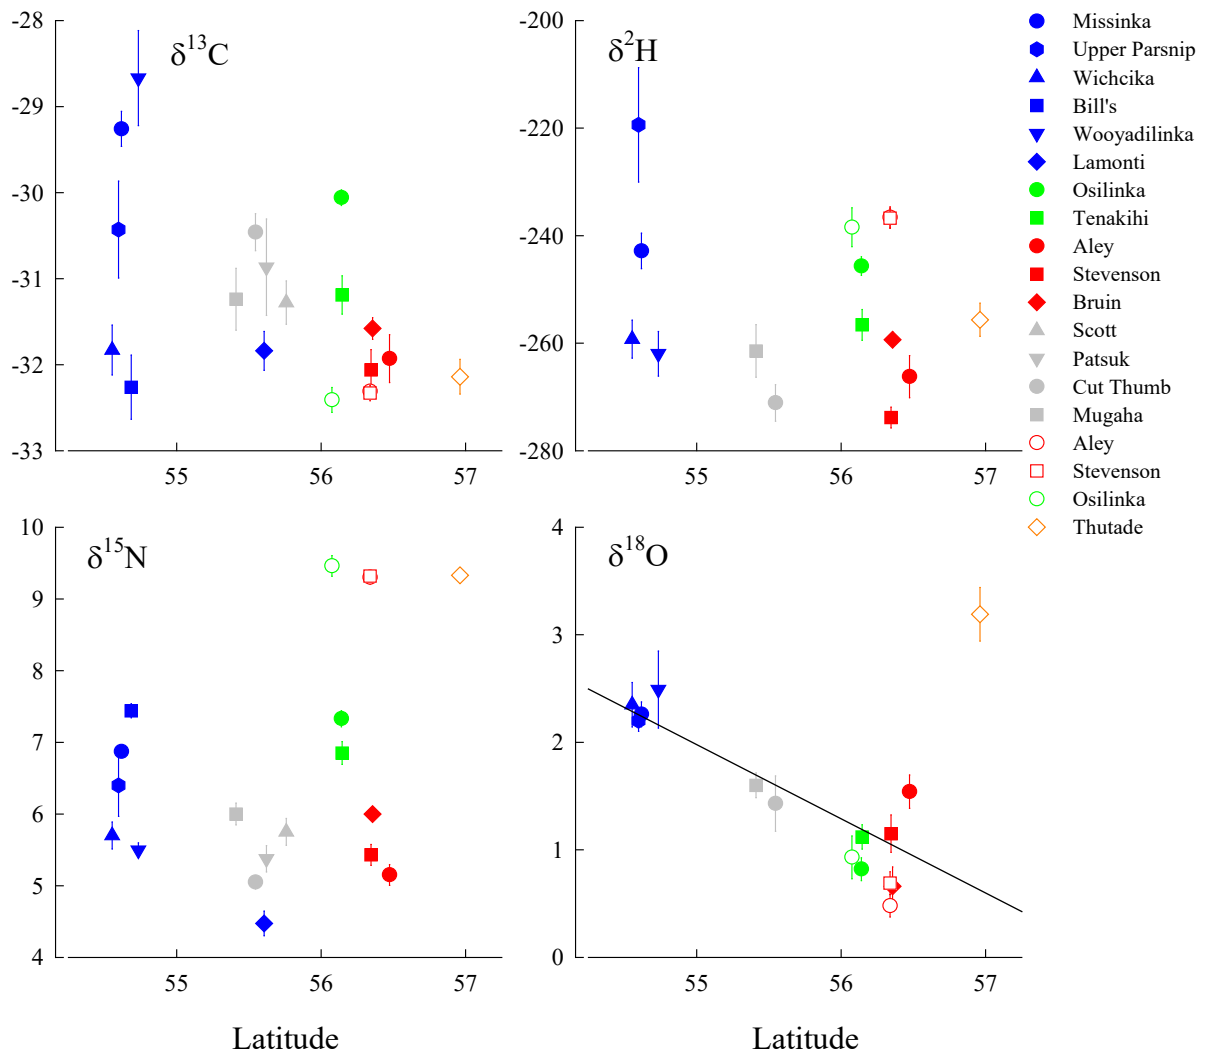 δ¹³C
-28
-29
-30
-31
-32
-33
55
56
57
δ²H
-200
-220
-240
-260
-280
55
56
57
Missinka
Upper Parsnip
Wichcika
Bill's
Wooyadilinka
Lamonti
Osilinka
Tenakihi
Aley
Stevenson
Bruin
Scott
Patsuk
Cut Thumb
Mugaha
Aley
Stevenson
Osilinka
Thutade
δ¹⁵N
10
9
8
7
6
5
4
55
56
57
Latitude
δ¹⁸O
4
3
2
1
0
55
56
57
Latitude